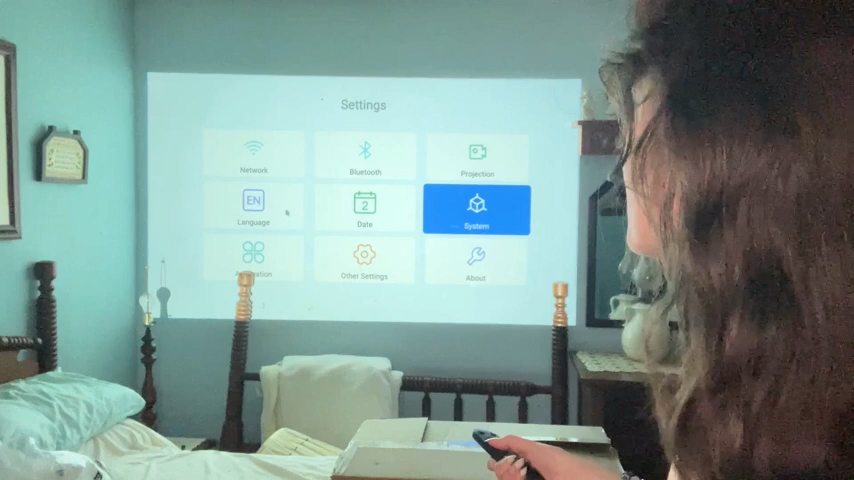 Settings
Network
Bluetooth
Projection
EN
Language
2
Date
System
Other Settings
About